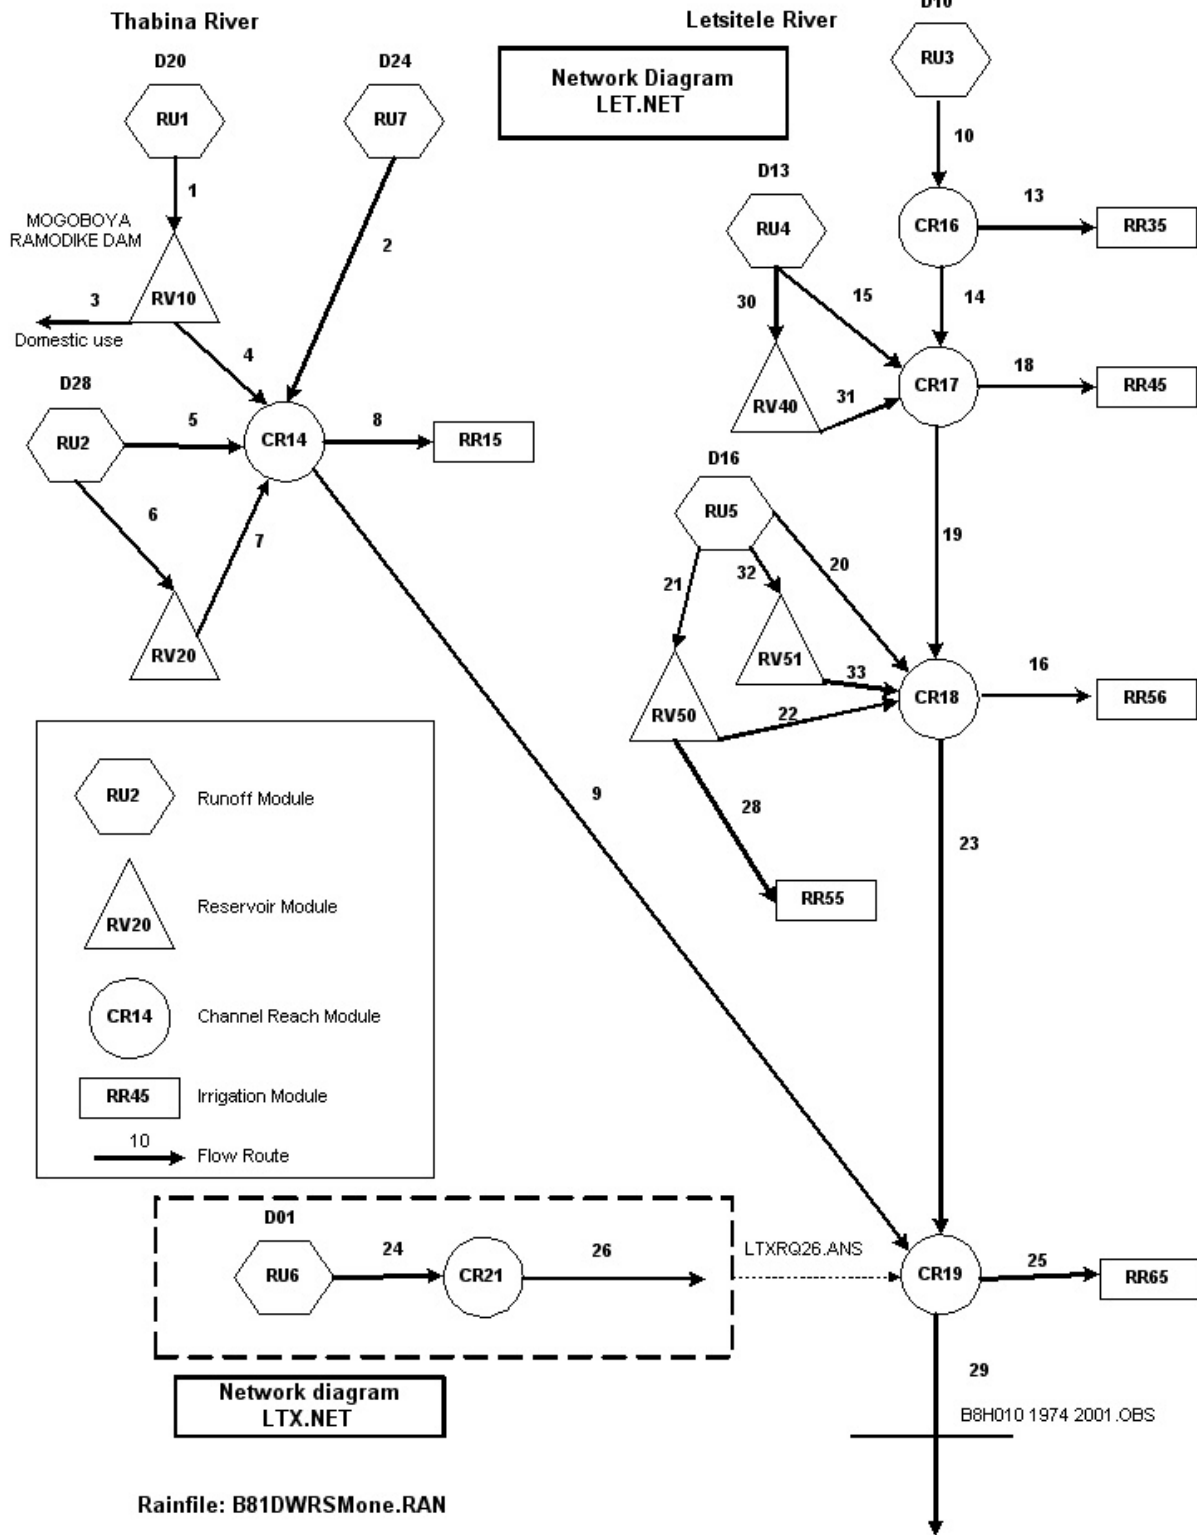 Thabina River
Letsitele River
D10
RU3
Network Diagram
LET.NET
D20
D24
RU1
RU7
10
1
D13
MOGOBOYA
RAMODIKE DAM
2
RU4
CR16
13
RR35
RV10
3
Domestic use
4
30
15
14
D28
RU2
5
CR14
8
RR15
RV40
31
CR17
18
RR45
6
7
RV20
D16
RU5
21
32
20
19
RV51
33
RV50
22
CR18
16
RR56
9
28
23
RR55
RU2
Runoff Module
RV20
Reservoir Module
CR14
Channel Reach Module
RR45
Irrigation Module
10
Flow Route
D01
RU6
24
CR21
26
LTXRQ26.ANS
CR19
25
RR65
Network diagram
LTX.NET
29
B8H010 1974 2001.OBS
Rainfile: B81DWRSMone.RAN